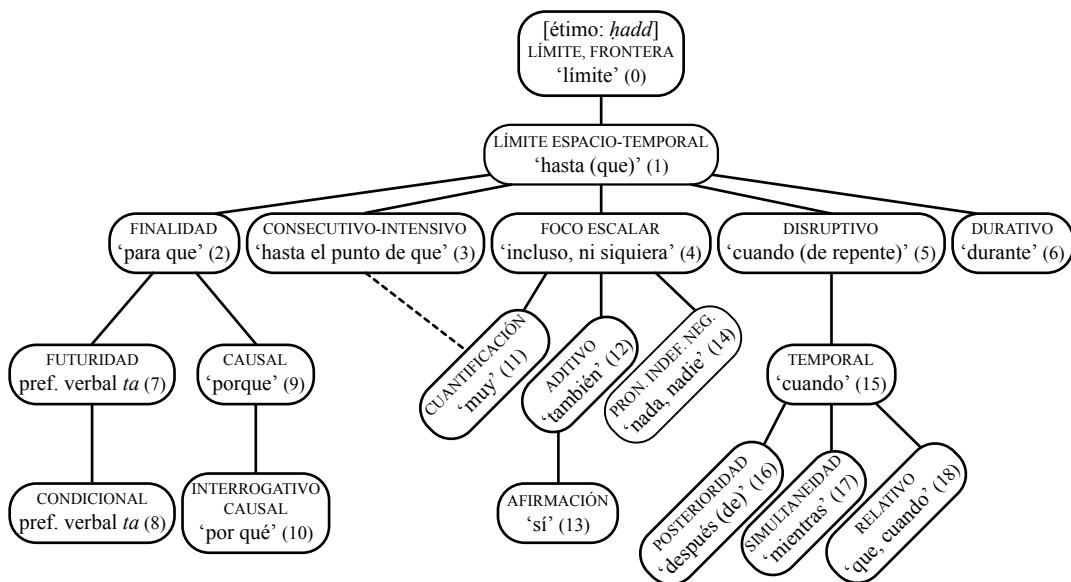 [étimo: ḥadd]
LÍMITE, FRONTERA
‘límite’ (0)
LÍMITE ESPACIO-TEMPORAL
‘hasta (que)’ (1)
FINALIDAD
‘para que’ (2)
CONSECUTIVO-INTENSIVO
‘hasta el punto de que’ (3)
FOCO ESCALAR
‘incluso, ni siquiera’ (4)
DISRUPTIVO
‘cuando (de repente)’ (5)
DURATIVO
‘durante’ (6)
FUTURIDAD
pref. verbal ta (7)
CAUSAL
‘porque’ (9)
CUANTIFICACIÓN
‘muy’ (11)
ADITIVO
‘también’ (12)
PRON. INDEF. NEG.
‘nada, nadie’ (14)
TEMPORAL
‘cuando’ (15)
CONDICIONAL
pref. verbal ta (8)
INTERROGATIVO
CAUSAL
‘por qué’ (10)
AFIRMACIÓN
‘sí’ (13)
POSTERIORIDAD
‘después (de)’ (16)
SIMULTANEIDAD
‘mientras’ (17)
RELATIVO
‘que, cuando’ (18)